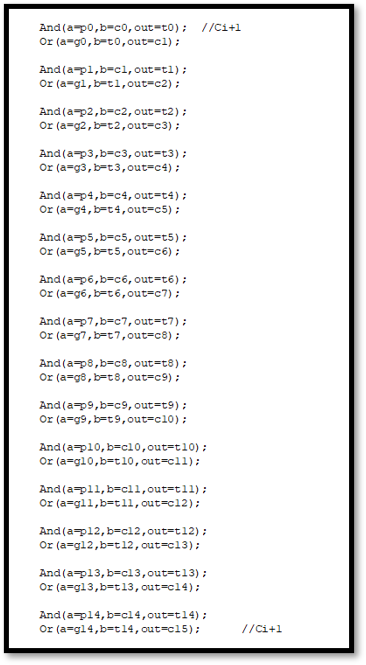 And(a=p0,b=c0,out=t0);  //Ci+1
Or(a=g0,b=t0,out=c1);
And(a=p1,b=c1,out=t1);
Or(a=g1,b=t1,out=c2);
And(a=p2,b=c2,out=t2);
Or(a=g2,b=t2,out=c3);
And(a=p3,b=c3,out=t3);
Or(a=g3,b=t3,out=c4);
And(a=p4,b=c4,out=t4);
Or(a=g4,b=t4,out=c5);
And(a=p5,b=c5,out=t5);
Or(a=g5,b=t5,out=c6);
And(a=p6,b=c6,out=t6);
Or(a=g6,b=t6,out=c7);
And(a=p7,b=c7,out=t7);
Or(a=g7,b=t7,out=c8);
And(a=p8,b=c8,out=t8);
Or(a=g8,b=t8,out=c9);
And(a=p9,b=c9,out=t9);
Or(a=g9,b=t9,out=c10);
And(a=p10,b=c10,out=t10);
Or(a=g10,b=t10,out=c11);
And(a=p11,b=c11,out=t11);
Or(a=g11,b=t11,out=c12);
And(a=p12,b=c12,out=t12);
Or(a=g12,b=t12,out=c13);
And(a=p13,b=c13,out=t13);
Or(a=g13,b=t13,out=c14);
And(a=p14,b=c14,out=t14);
Or(a=g14,b=t14,out=c15);      //Ci+1